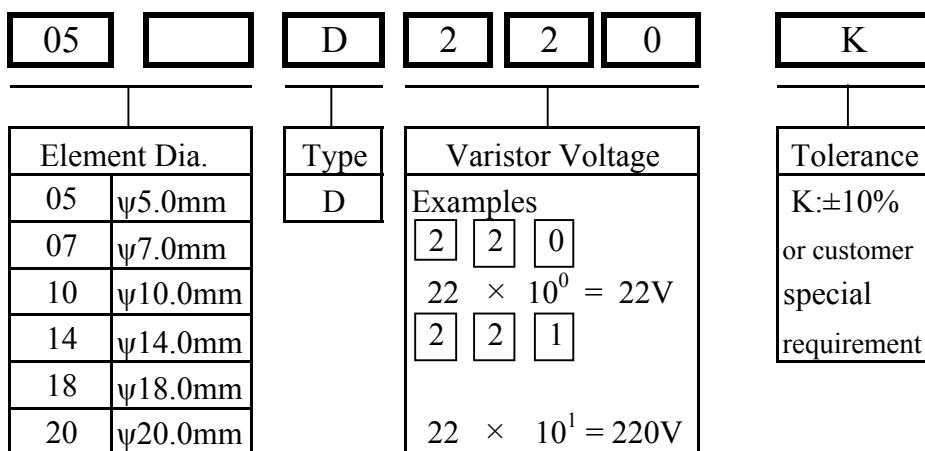 05 D 2 2 0 K
Element Dia. Type Varistor Voltage Tolerance
05 ψ5.0mm D Examples K:±10%
07 ψ7.0mm 2 2 0 or customer
10 ψ10.0mm 22 × 10⁰ = 22V special
14 ψ14.0mm 2 2 1 requirement
18 ψ18.0mm
20 ψ20.0mm 22 × 10¹ = 220V